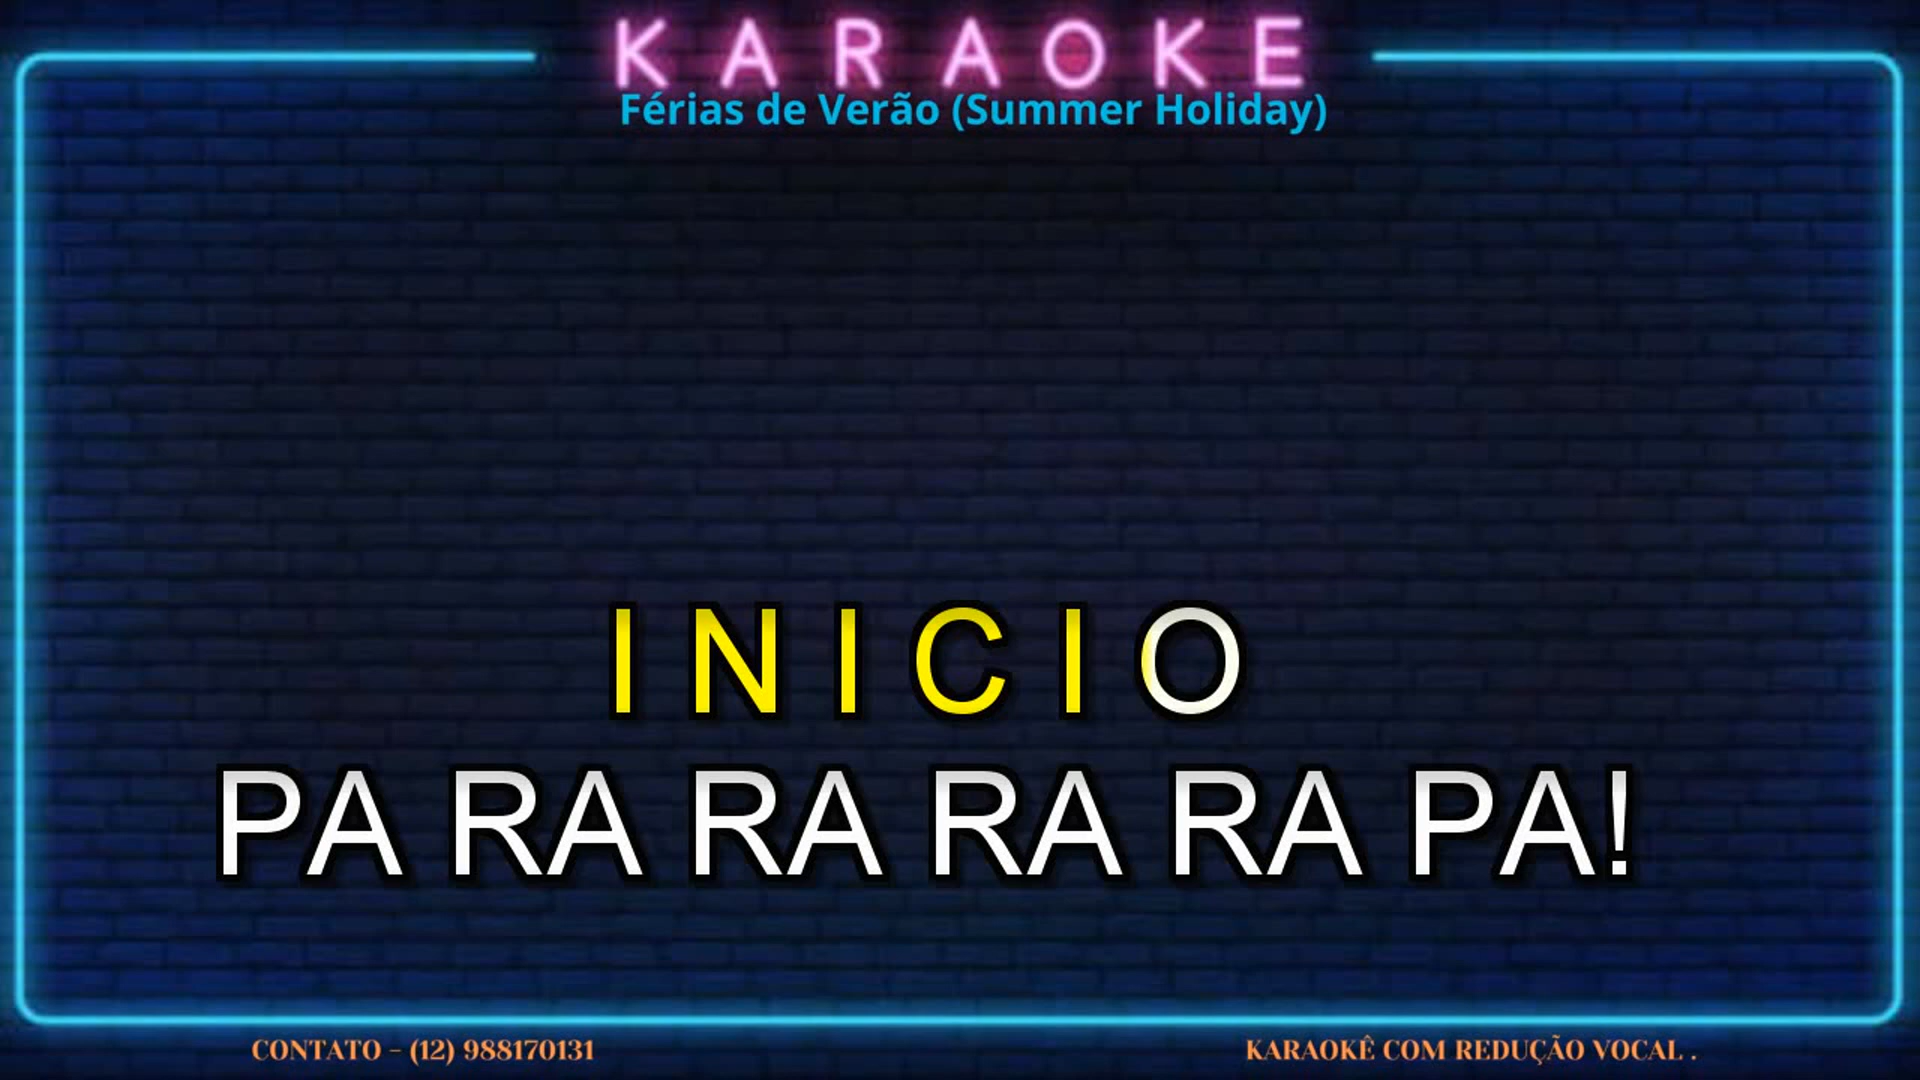 KARAOKE
Férias de Verão (Summer Holiday)
I N I C I O
PA RA RA RA RA PA!
CONTATO - (12) 988170131
KARAOKÊ COM REDUÇÃO VOCAL .